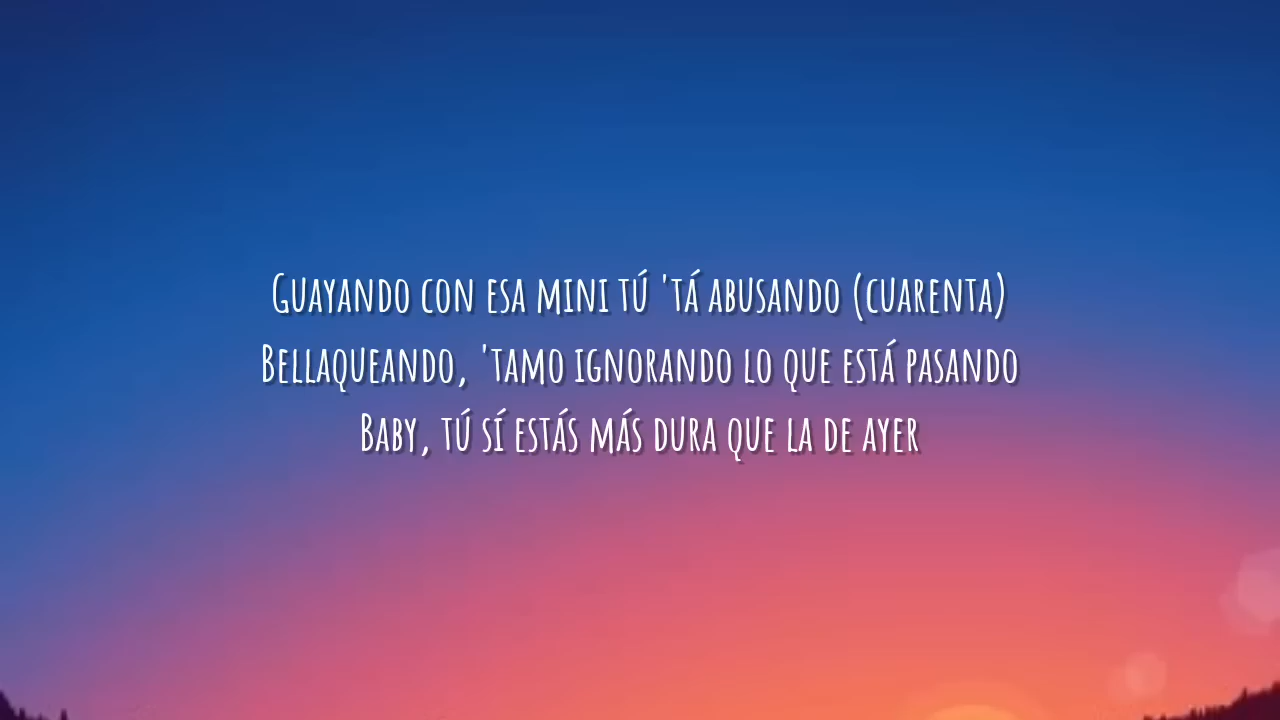 Guayando con esa mini tú 'tá abusando (cuarenta)
Bellaqueando, 'tamo ignorando lo que está pasando
Baby, tú sí estás más dura que la de ayer